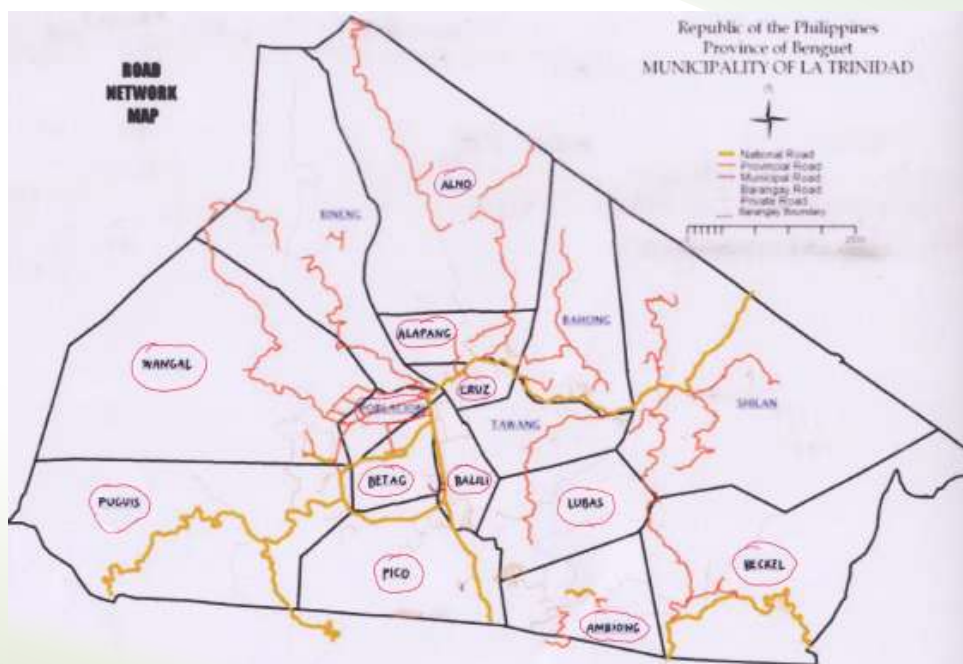 ROAD
NETWORK
MAP
Republic of the Philippines
Province of Benguet
MUNICIPALITY OF LA TRINIDAD
National Road
Provincial Road
Municipal Road
Barangay Road
Private Road
Barangay Boundary
ALNO
BINENG
ALAPANG
BAHONG
WANGAL
CRUZ
POBLACION
TAWANG
SHILAN
PUGUIS
BETAG
BALILI
LUBAS
PICO
BECKEL
AMBIONG